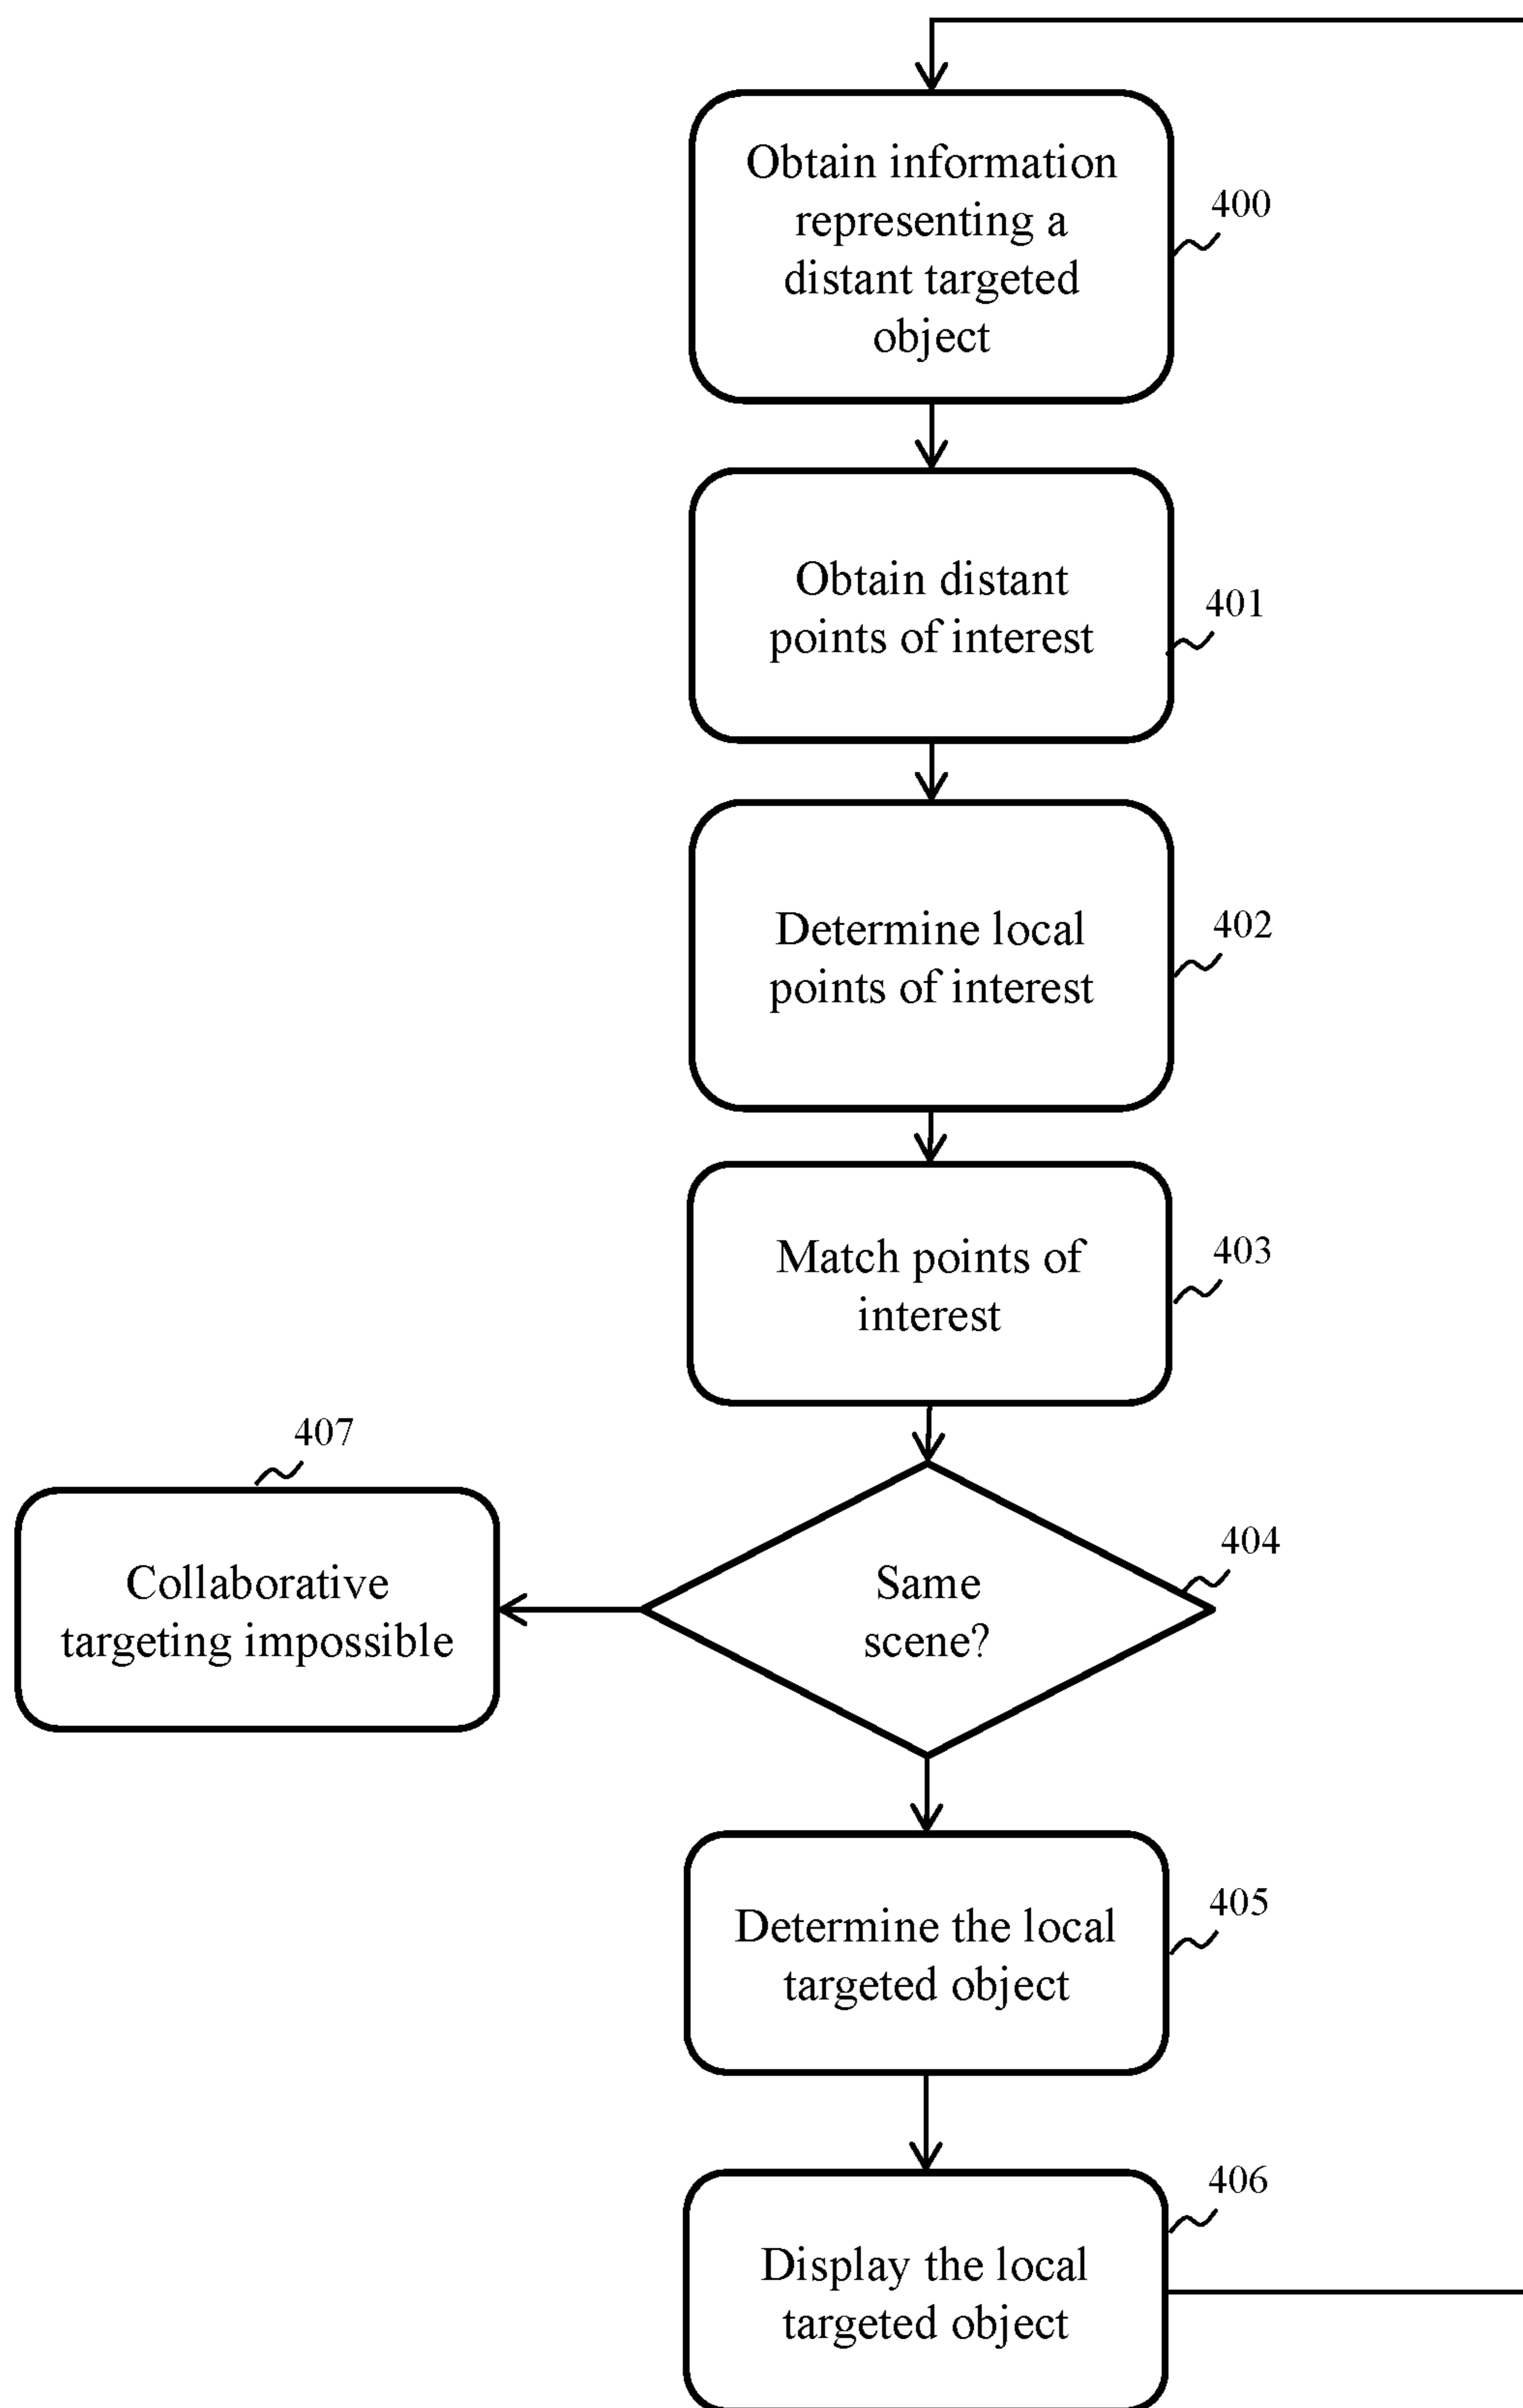 Obtain information
representing a
distant targeted
object
400
Obtain distant
points of interest
401
Determine local
points of interest
402
Match points of
interest
403
407
Collaborative
targeting impossible
Same
scene?
404
Determine the local
targeted object
405
Display the local
targeted object
406